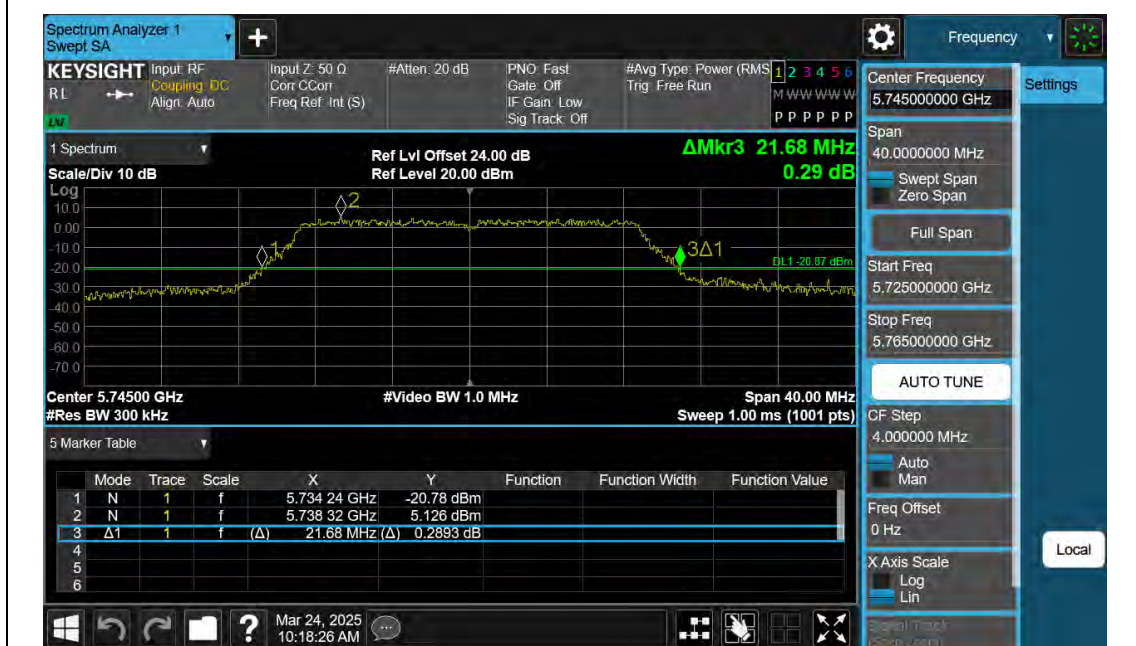 Spectrum Analyzer 1
Swept SA
Frequency
KEYSIGHT
RL
LXI
Input: RF
Coupling: DC
Align: Auto
Input Z: 50 Ω
Corr CCorr
Freq Ref: Int (S)
#Atten: 20 dB
PNO: Fast
Gate: Off
IF Gain: Low
Sig Track: Off
#Avg Type: Power (RMS
Trig: Free Run
1 2 3 4 5 6
M W W W W W
P P P P P P
1 Spectrum
Scale/Div 10 dB
Ref Lvl Offset 24.00 dB
Ref Level 20.00 dBm
ΔMkr3 21.68 MHz
0.29 dB
Log
10.0
0.00
-10.0
-20.0
-30.0
-40.0
-50.0
-60.0
-70.0
1
2
3Δ1
DL1 -20.87 dBm
Center 5.74500 GHz
#Video BW 1.0 MHz
Span 40.00 MHz
#Res BW 300 kHz
Sweep 1.00 ms (1001 pts)
5 Marker Table
Mode Trace Scale X Y Function Function Width Function Value
1 N 1 f 5.734 24 GHz -20.78 dBm
2 N 1 f 5.738 32 GHz 5.126 dBm
3 Δ1 1 f (Δ) 21.68 MHz (Δ) 0.2893 dB
4
5
6
?
Mar 24, 2025
10:18:26 AM
Center Frequency
5.745000000 GHz
Span
40.0000000 MHz
Swept Span
Zero Span
Full Span
Start Freq
5.725000000 GHz
Stop Freq
5.765000000 GHz
AUTO TUNE
CF Step
4.000000 MHz
Auto
Man
Freq Offset
0 Hz
X Axis Scale
Log
Lin
Signal Track
Settings
Local